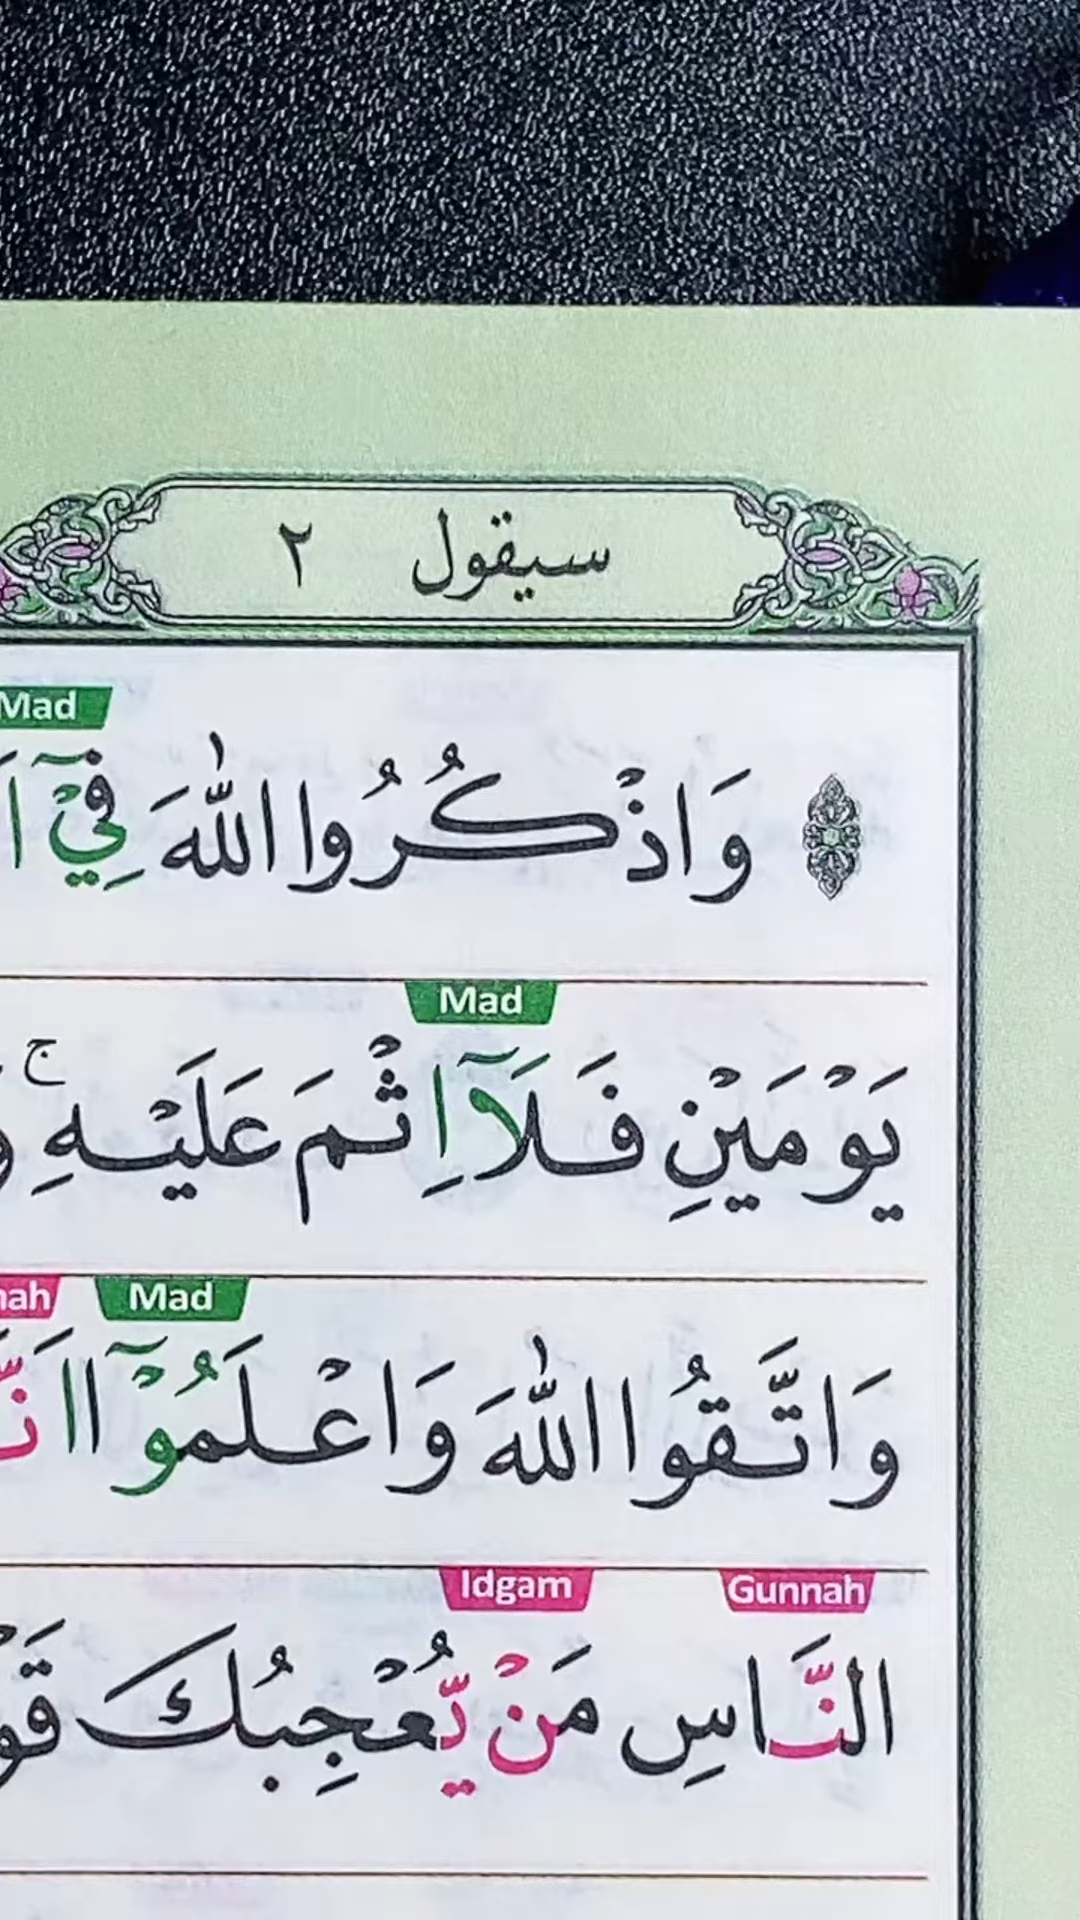 سيقول ٢
Mad
وَاذْكُرُوا اللّٰهَ فِيْٓ
Mad
يَوْمَيْنِ فَلَآ اِثْمَ عَلَيْهِ ۚ
Mad
وَاتَّقُوا اللّٰهَ وَاعْلَمُوْٓا
Gunnah Idgam
النَّاسِ مَنْ يُّعْجِبُكَ